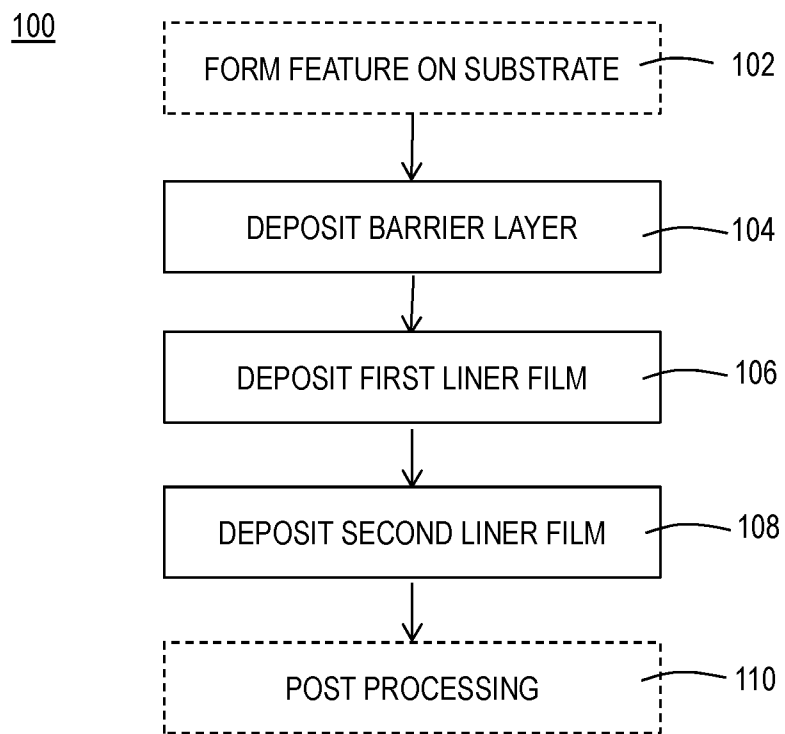 100
FORM FEATURE ON SUBSTRATE
102
DEPOSIT BARRIER LAYER
104
DEPOSIT FIRST LINER FILM
106
DEPOSIT SECOND LINER FILM
108
POST PROCESSING
110